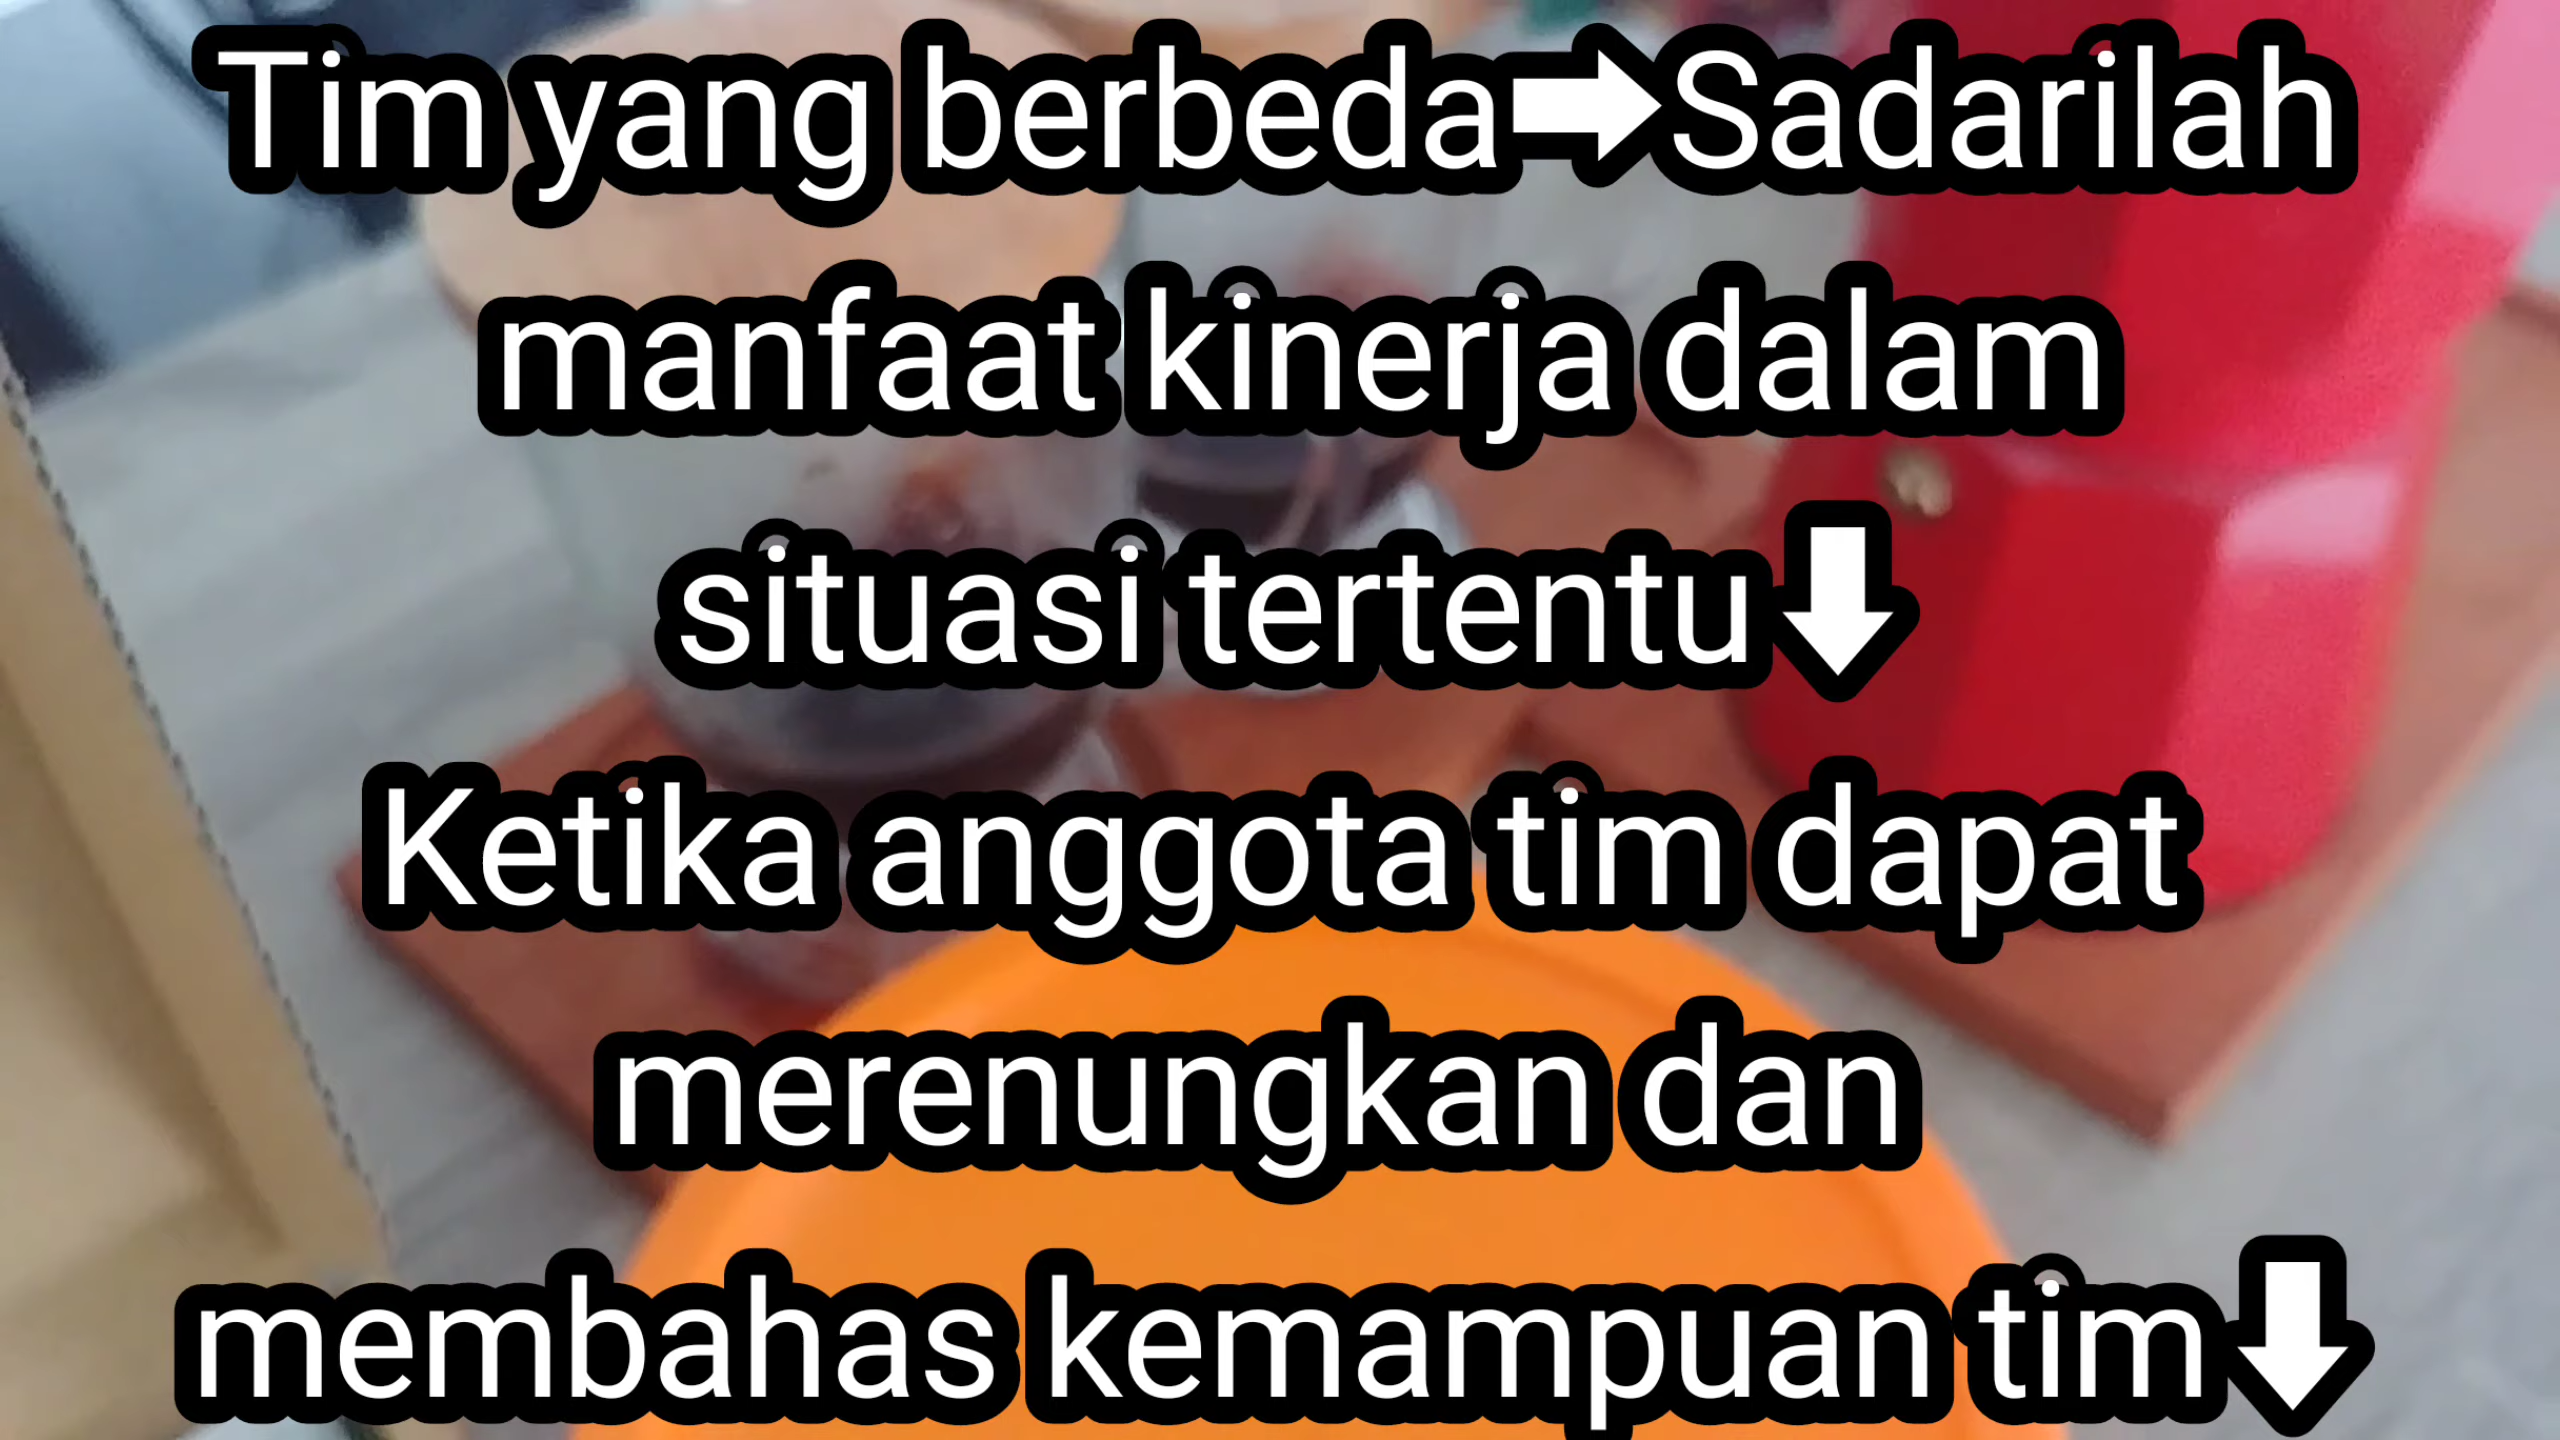 Tim yang berbeda➡Sadarilah
manfaat kinerja dalam
situasi tertentu⬇
Ketika anggota tim dapat
merenungkan dan
membahas kemampuan tim⬇